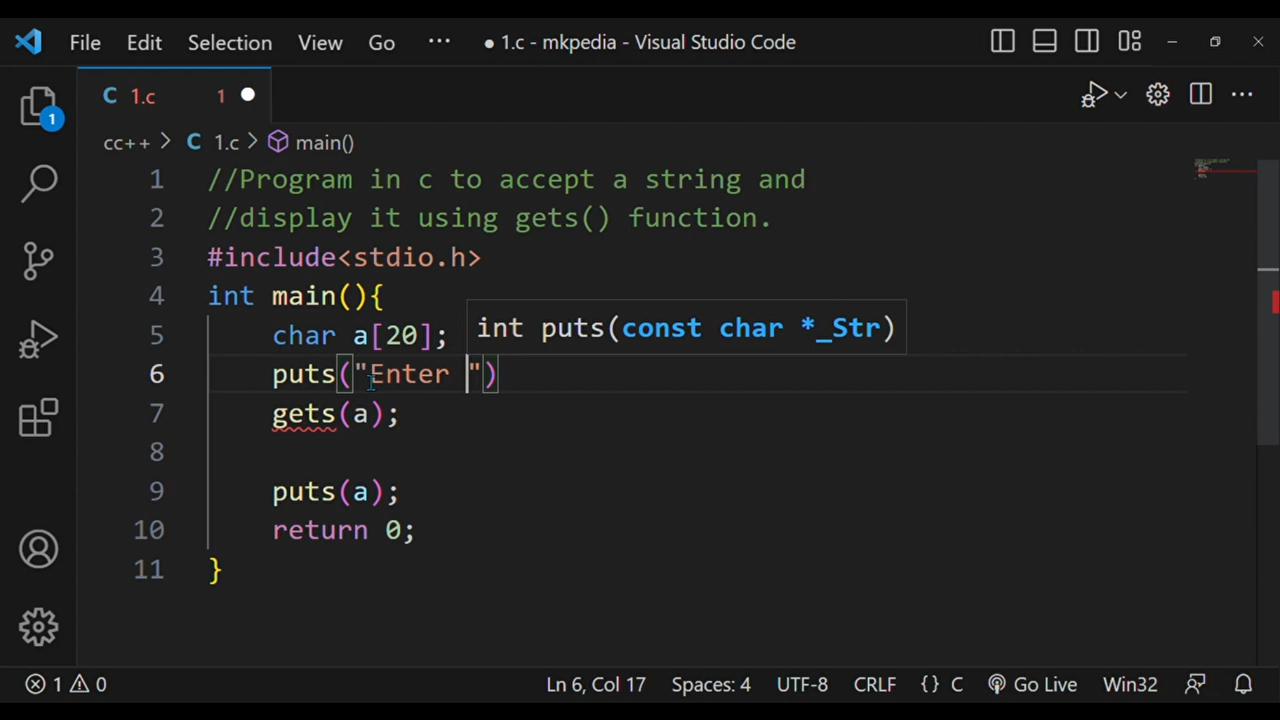 File Edit Selection View Go ··· ● 1.c - mkpedia - Visual Studio Code
C 1.c 1 ●
1
cc++ > C 1.c > main()
1 //Program in c to accept a string and
2 //display it using gets() function.
3 #include<stdio.h>
4 int main(){
int puts(const char *_Str)
5 char a[20];
6 puts("Enter ")
7 gets(a);
8
9 puts(a);
10 return 0;
11 }
1 0 Ln 6, Col 17 Spaces: 4 UTF-8 CRLF {} C Go Live Win32